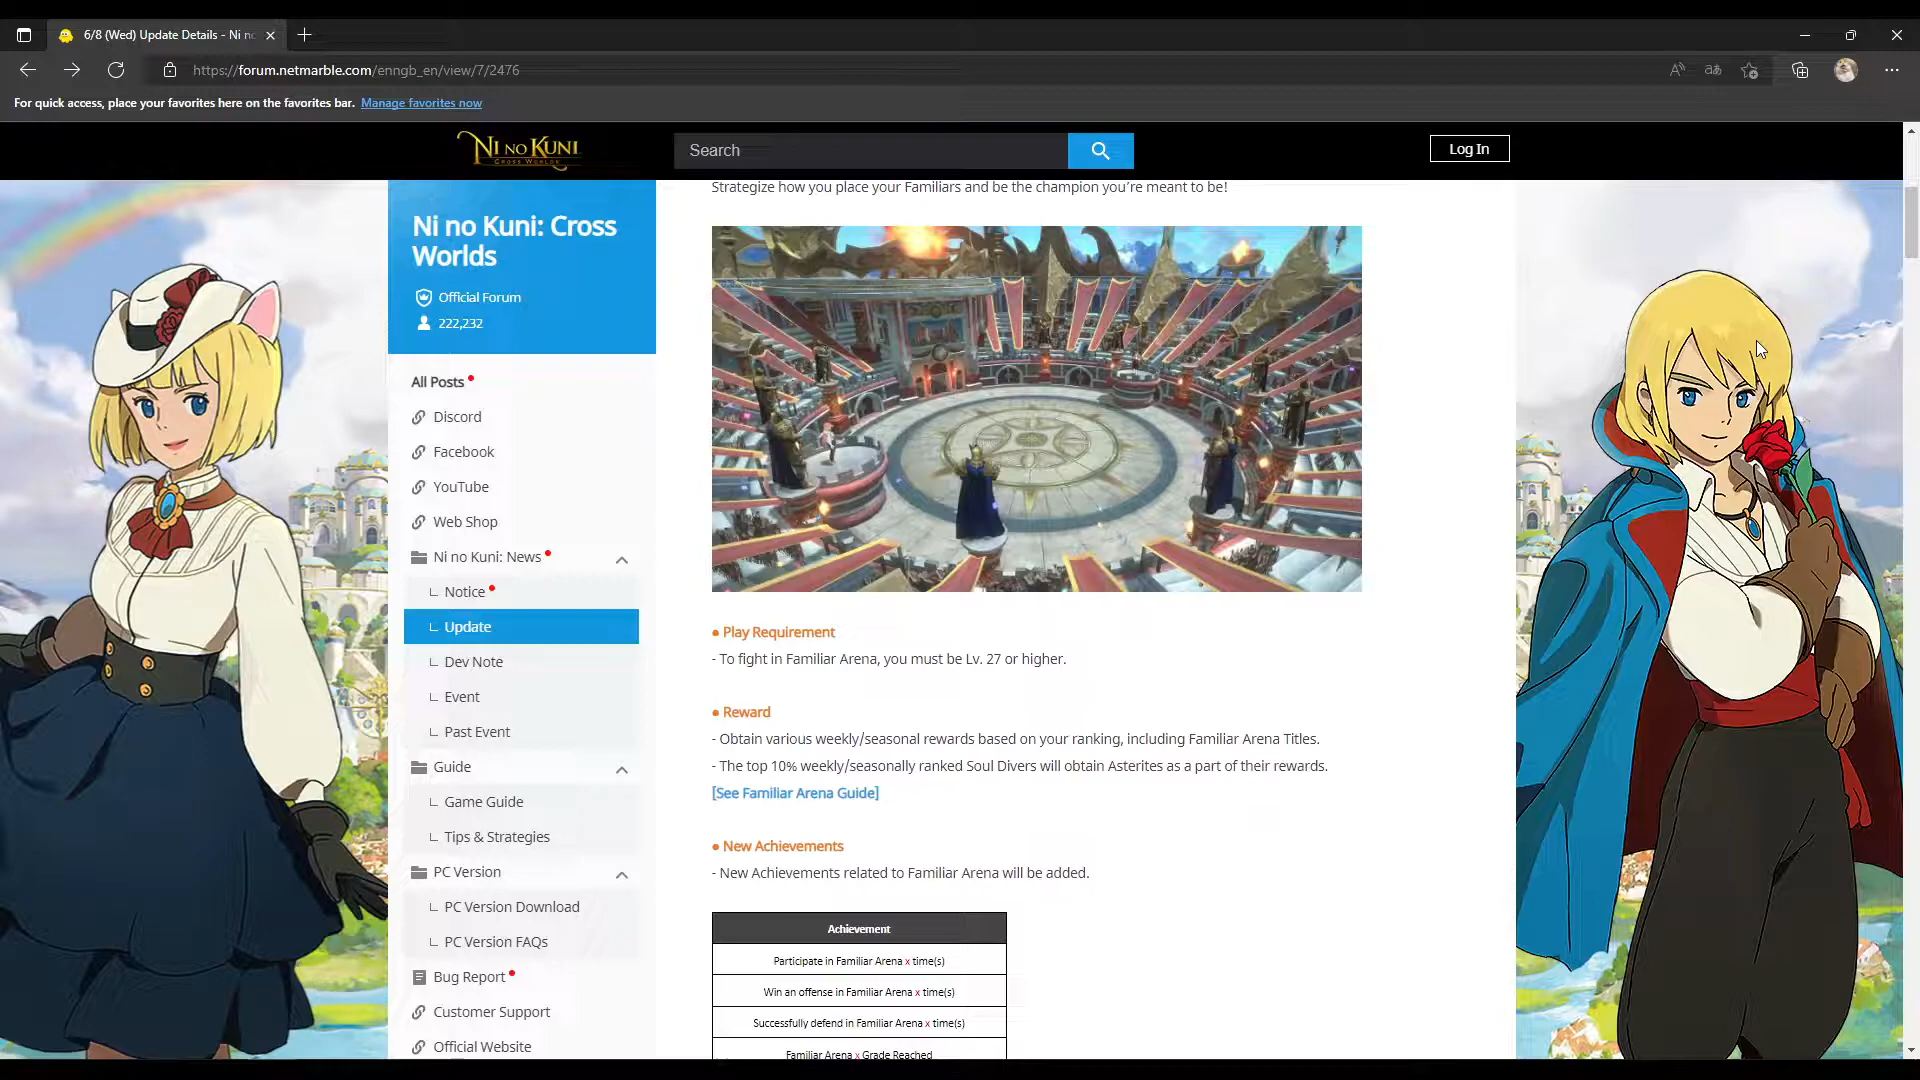 6/8 (Wed) Update Details - Ni no
https://forum.netmarble.com/enngb_en/view/7/2476
For quick access, place your favorites here on the favorites bar. Manage favorites now
NI NO KUNI
CROSS WORLDS
Search
Log In
Ni no Kuni: Cross
Worlds
Official Forum
222,232
All Posts
Discord
Facebook
YouTube
Web Shop
Ni no Kuni: News
Notice
Update
Dev Note
Event
Past Event
Guide
Game Guide
Tips & Strategies
PC Version
PC Version Download
PC Version FAQs
Bug Report
Customer Support
Official Website
Strategize how you place your Familiars and be the champion you’re meant to be!
● Play Requirement
- To fight in Familiar Arena, you must be Lv. 27 or higher.
● Reward
- Obtain various weekly/seasonal rewards based on your ranking, including Familiar Arena Titles.
- The top 10% weekly/seasonally ranked Soul Divers will obtain Asterites as a part of their rewards.
[See Familiar Arena Guide]
● New Achievements
- New Achievements related to Familiar Arena will be added.
Achievement
Participate in Familiar Arena x time(s)
Win an offense in Familiar Arena x time(s)
Successfully defend in Familiar Arena x time(s)
Familiar Arena x Grade Reached